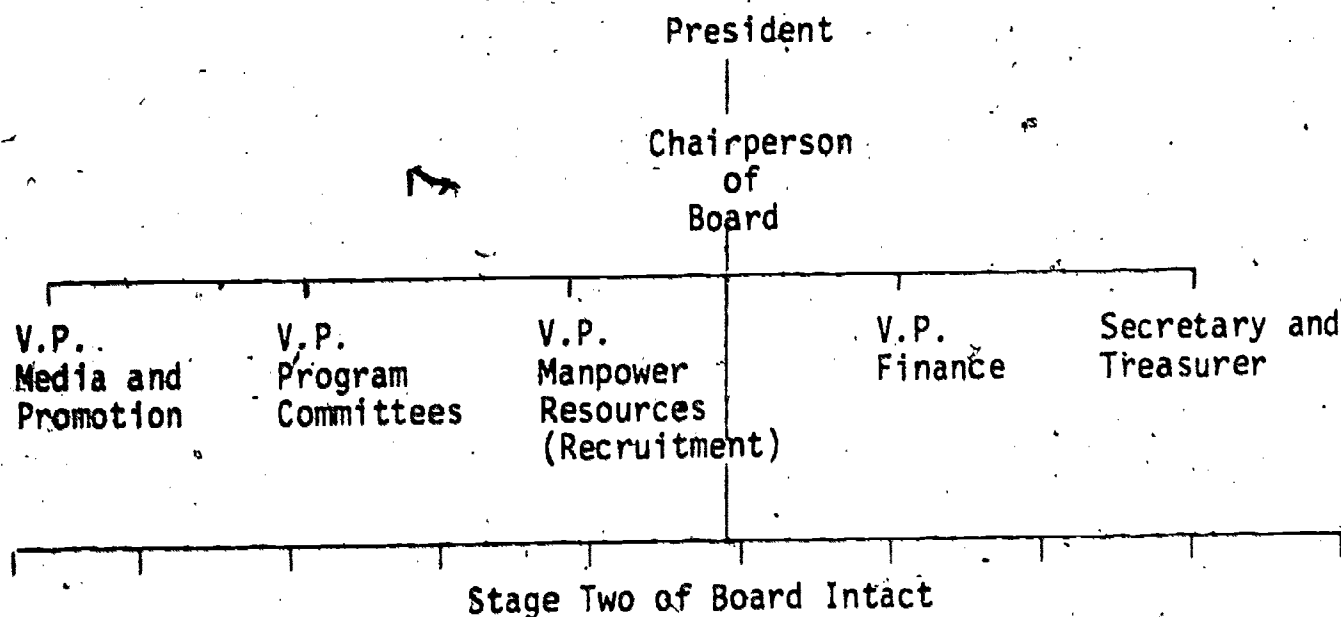 President
Chairperson
of
Board
V.P.
Media and
Promotion
V.P.
Program
Committees
V.P.
Manpower
Resources
(Recruitment)
V.P.
Finance
Secretary and
Treasurer
Stage Two of Board Intact